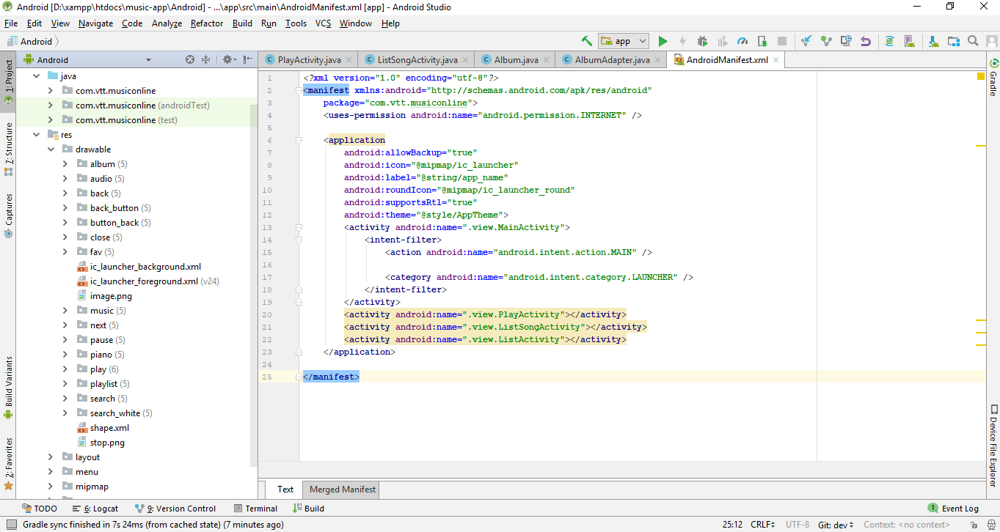 Android [D:\xampp\htdocs\music-app\Android] - ...\app\src\main\AndroidManifest.xml [app] - Android Studio
File Edit View Navigate Code Analyze Refactor Build Run Tools VCS Window Help
Android app
Android
PlayActivity.java ListSongActivity.java Album.java AlbumAdapter.java AndroidManifest.xml
1: Project
7: Structure
Captures
Build Variants
2: Favorites
java
com.vtt.musiconline
com.vtt.musiconline (androidTest)
com.vtt.musiconline (test)
res
drawable
album (5)
audio (5)
back (5)
back_button (5)
button_back (5)
close (5)
fav (5)
ic_launcher_background.xml
ic_launcher_foreground.xml (v24)
image.png
music (5)
next (5)
pause (5)
piano (5)
play (6)
playlist (5)
search (5)
search_white (5)
shape.xml
stop.png
layout
menu
mipmap
1 <?xml version="1.0" encoding="utf-8"?>
2 <manifest xmlns:android="http://schemas.android.com/apk/res/android"
3 package="com.vtt.musiconline">
4 <uses-permission android:name="android.permission.INTERNET" />
5
6 <application
7 android:allowBackup="true"
8 android:icon="@mipmap/ic_launcher"
9 android:label="@string/app_name"
10 android:roundIcon="@mipmap/ic_launcher_round"
11 android:supportsRtl="true"
12 android:theme="@style/AppTheme">
13 <activity android:name=".view.MainActivity">
14 <intent-filter>
15 <action android:name="android.intent.action.MAIN" />
16
17 <category android:name="android.intent.category.LAUNCHER" />
18 </intent-filter>
19 </activity>
20 <activity android:name=".view.PlayActivity"></activity>
21 <activity android:name=".view.ListSongActivity"></activity>
22 <activity android:name=".view.ListActivity"></activity>
23 </application>
24
25 </manifest>
Gradle
Device File Explorer
Text Merged Manifest
TODO 6: Logcat 9: Version Control Terminal Build 1 Event Log
Gradle sync finished in 7s 24ms (from cached state) (7 minutes ago) 25:12 CRLF UTF-8 Git: dev Context: <no context>